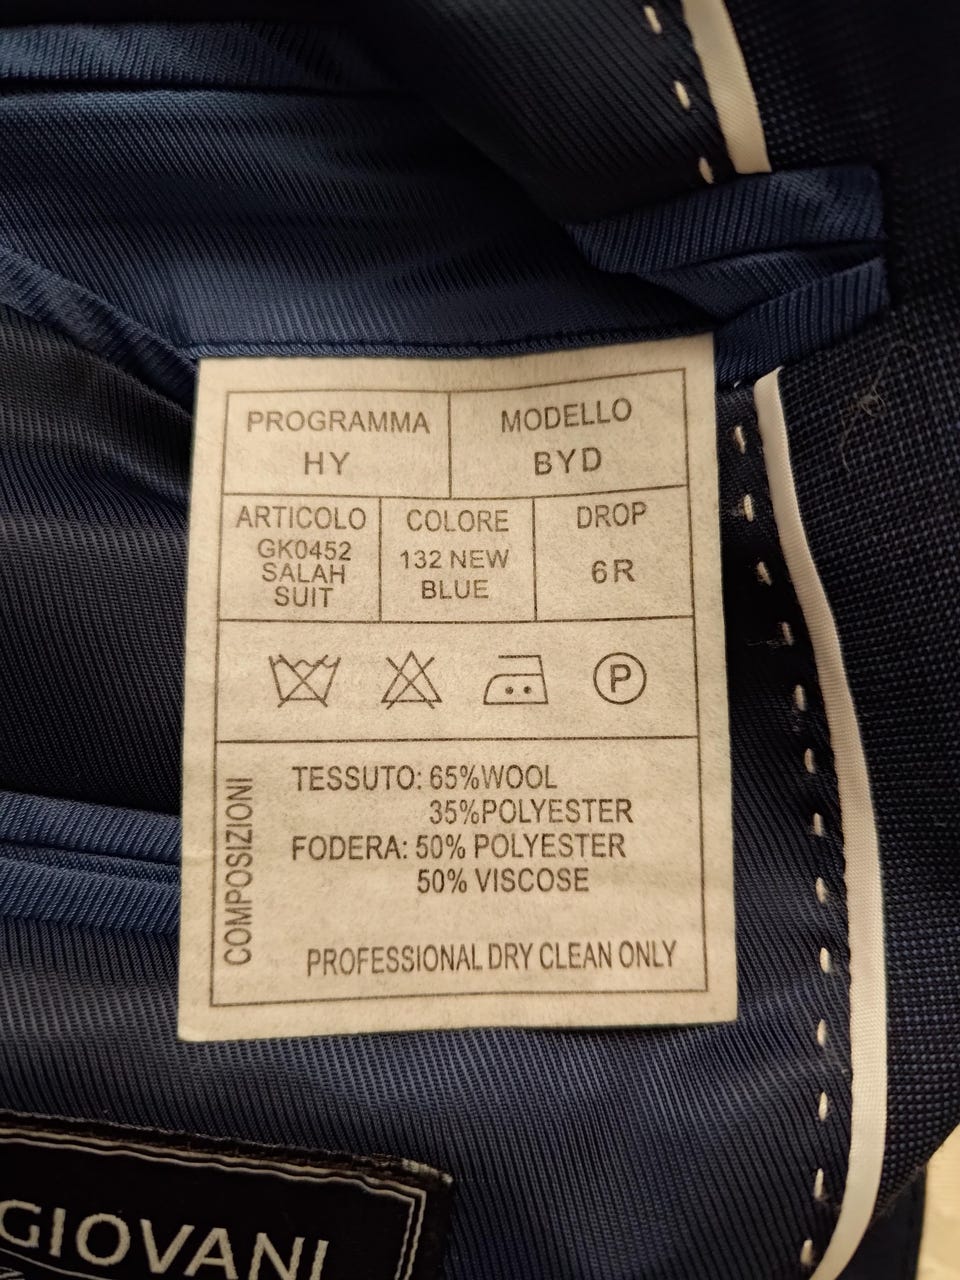 PROGRAMMA
HY
MODELLO
BYD
ARTICOLO
GK0452
SALAH
SUIT
COLORE
132 NEW
BLUE
DROP
6R
P
COMPOSIZIONI
TESSUTO: 65%WOOL
35%POLYESTER
FODERA: 50% POLYESTER
50% VISCOSE
PROFESSIONAL DRY CLEAN ONLY
GIOVANI